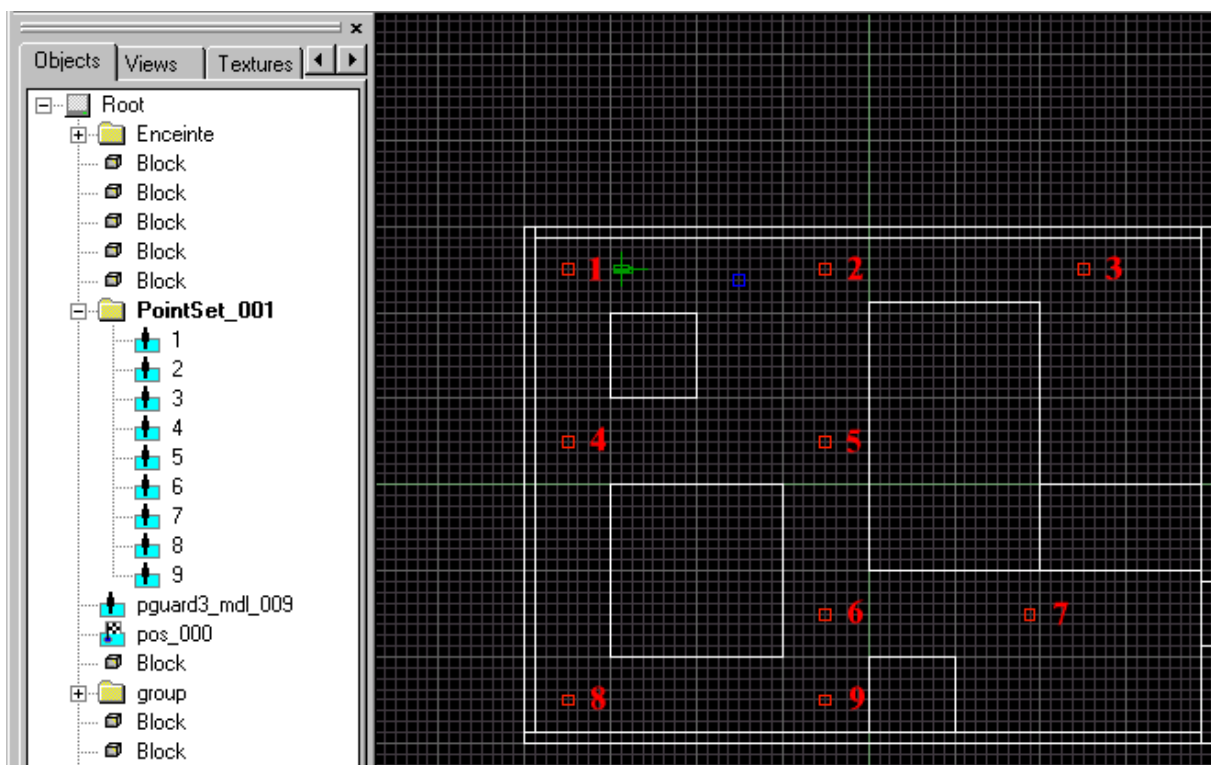 Objects Views Textures
Root
Enceinte
Block
Block
Block
Block
Block
PointSet_001
1
2
3
4
5
6
7
8
9
pguard3_mdl_009
pos_000
Block
group
Block
Block
1 2 3
4 5
6 7
8 9